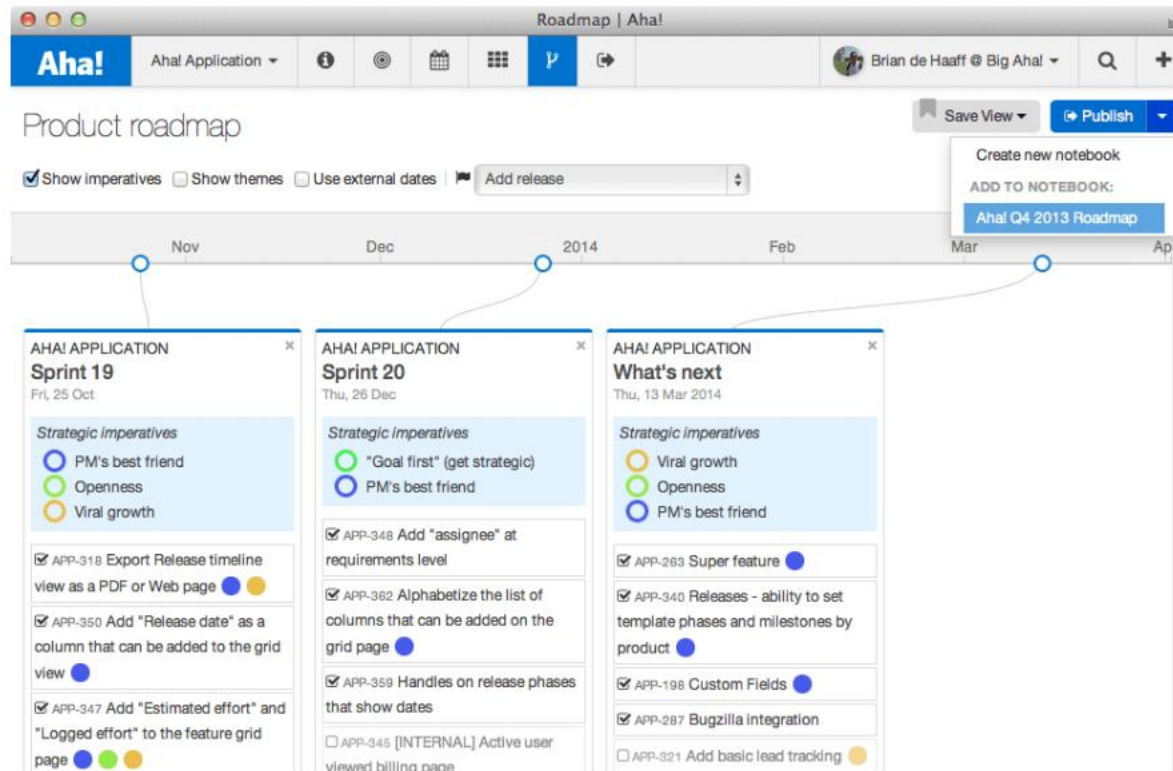 Roadmap | Aha!
Aha!
Aha! Application
Brian de Haaff @ Big Aha!
Product roadmap
Save View
Publish
Create new notebook
ADD TO NOTEBOOK:
Aha! Q4 2013 Roadmap
Show imperatives
Show themes
Use external dates
Add release
Nov
Dec
2014
Feb
Mar
Ap
AHA! APPLICATION
Sprint 19
Fri, 25 Oct
Strategic imperatives
PM's best friend
Openness
Viral growth
APP-318 Export Release timeline
view as a PDF or Web page
APP-350 Add "Release date" as a
column that can be added to the grid
view
APP-347 Add "Estimated effort" and
"Logged effort" to the feature grid
page
AHA! APPLICATION
Sprint 20
Thu, 26 Dec
Strategic imperatives
"Goal first" (get strategic)
PM's best friend
APP-348 Add "assignee" at
requirements level
APP-362 Alphabetize the list of
columns that can be added on the
grid page
APP-359 Handles on release phases
that show dates
APP-345 [INTERNAL] Active user
viewed billing page
AHA! APPLICATION
What's next
Thu, 13 Mar 2014
Strategic imperatives
Viral growth
Openness
PM's best friend
APP-263 Super feature
APP-340 Releases - ability to set
template phases and milestones by
product
APP-198 Custom Fields
APP-287 Bugzilla integration
APP-321 Add basic lead tracking